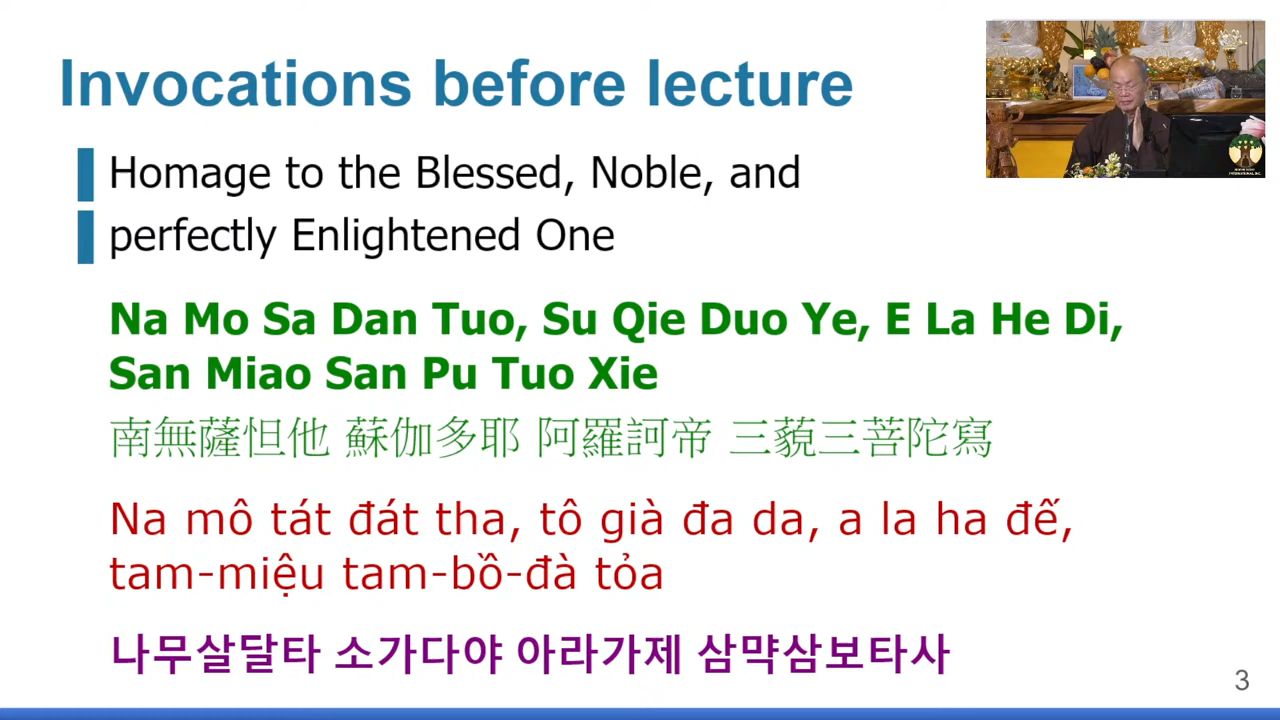 Invocations before lecture
Homage to the Blessed, Noble, and
perfectly Enlightened One
Na Mo Sa Dan Tuo, Su Qie Duo Ye, E La He Di,
San Miao San Pu Tuo Xie
南無薩怛他 蘇伽多耶 阿羅訶帝 三藐三菩陀寫
Na mô tát đát tha, tô già đa da, a la ha đế,
tam-miệu tam-bồ-đà tỏa
나무살달타 소가다야 아라가제 삼먁삼보타사
3